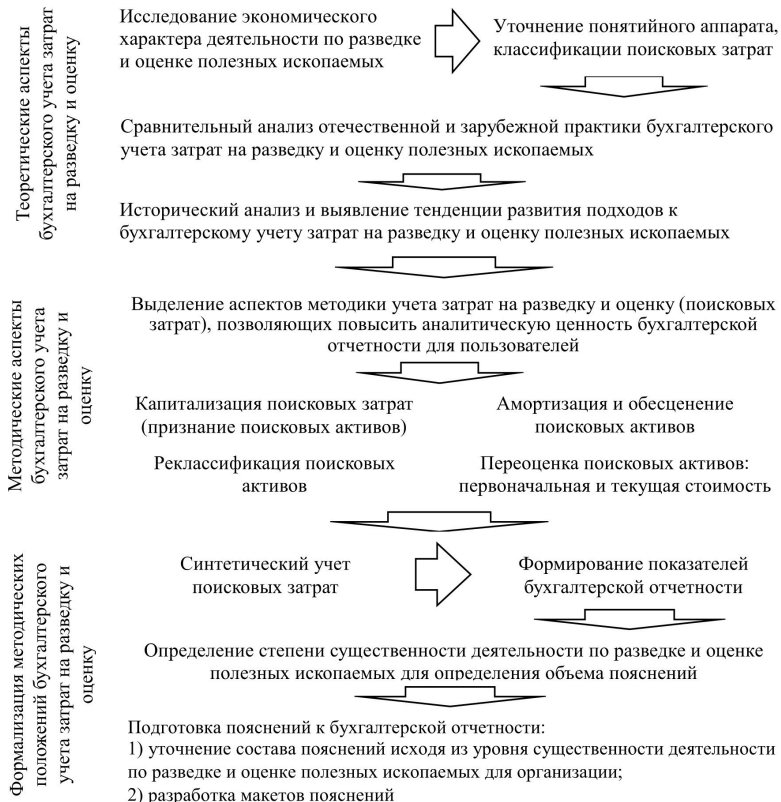 Теоретические аспекты
бухгалтерского учета затрат
на разведку и оценку
Исследование экономического
характера деятельности по разведке
и оценке полезных ископаемых
Уточнение понятийного аппарата,
классификации поисковых затрат
Сравнительный анализ отечественной и зарубежной практики бухгалтерского
учета затрат на разведку и оценку полезных ископаемых
Исторический анализ и выявление тенденции развития подходов к
бухгалтерскому учету затрат на разведку и оценку полезных ископаемых
Методические аспекты
бухгалтерского учета
затрат на разведку и
оценку
Выделение аспектов методики учета затрат на разведку и оценку (поисковых
затрат), позволяющих повысить аналитическую ценность бухгалтерской
отчетности для пользователей
Капитализация поисковых затрат
(признание поисковых активов)
Амортизация и обесценение
поисковых активов
Реклассификация поисковых
активов
Переоценка поисковых активов:
первоначальная и текущая стоимость
Формализация методических
положений бухгалтерского
учета затрат на разведку и
оценку
Синтетический учет
поисковых затрат
Формирование показателей
бухгалтерской отчетности
Определение степени существенности деятельности по разведке и оценке
полезных ископаемых для определения объема пояснений
Подготовка пояснений к бухгалтерской отчетности:
1) уточнение состава пояснений исходя из уровня существенности деятельности
по разведке и оценке полезных ископаемых для организации;
2) разработка макетов пояснений